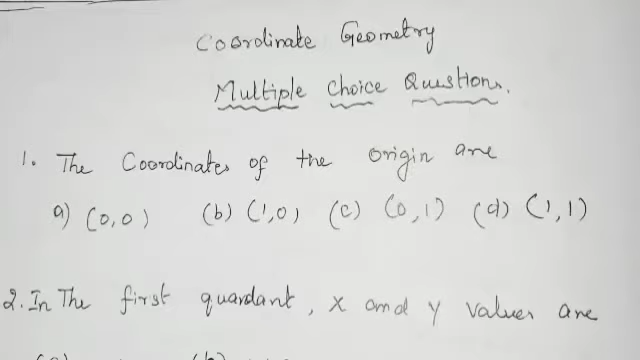 Coordinate Geometry
Multiple Choice Questions.
1. The Coordinates of the origin are
a) (0,0) (b) (1,0) (c) (0,1) (d) (1,1)
2. In The first quardant, x and y values are
(a) (b)